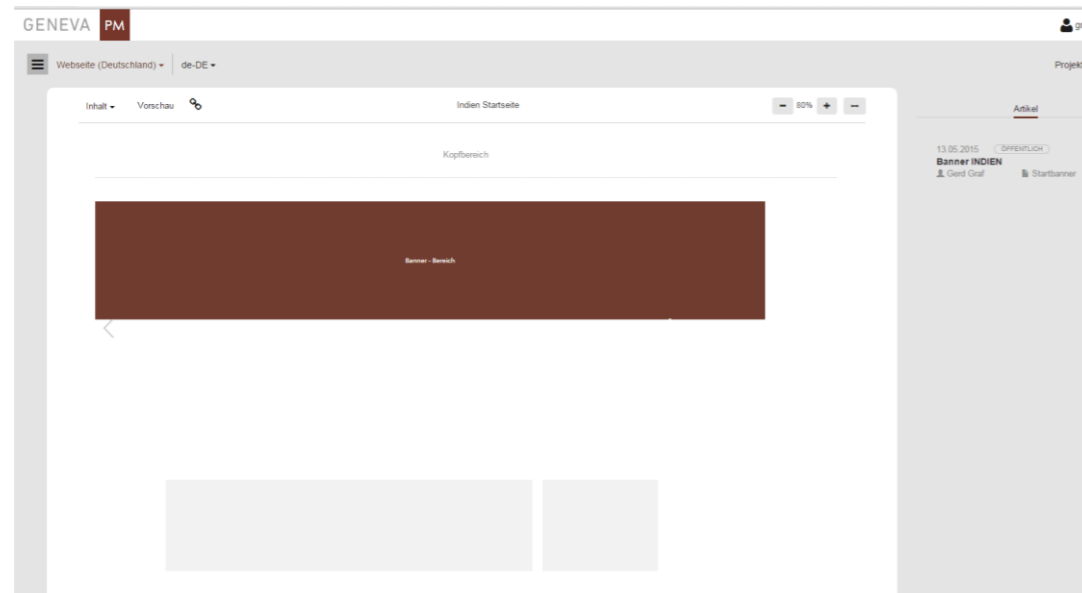 GENEVA PM
Webseite (Deutschland) de-DE
Projekt
Inhalt Vorschau Indien Startseite 80%
Kopfbereich
Banner - Bereich
Artikel
13.05.2015 ÖFFENTLICH
Banner INDIEN
Gerd Graf Startbanner